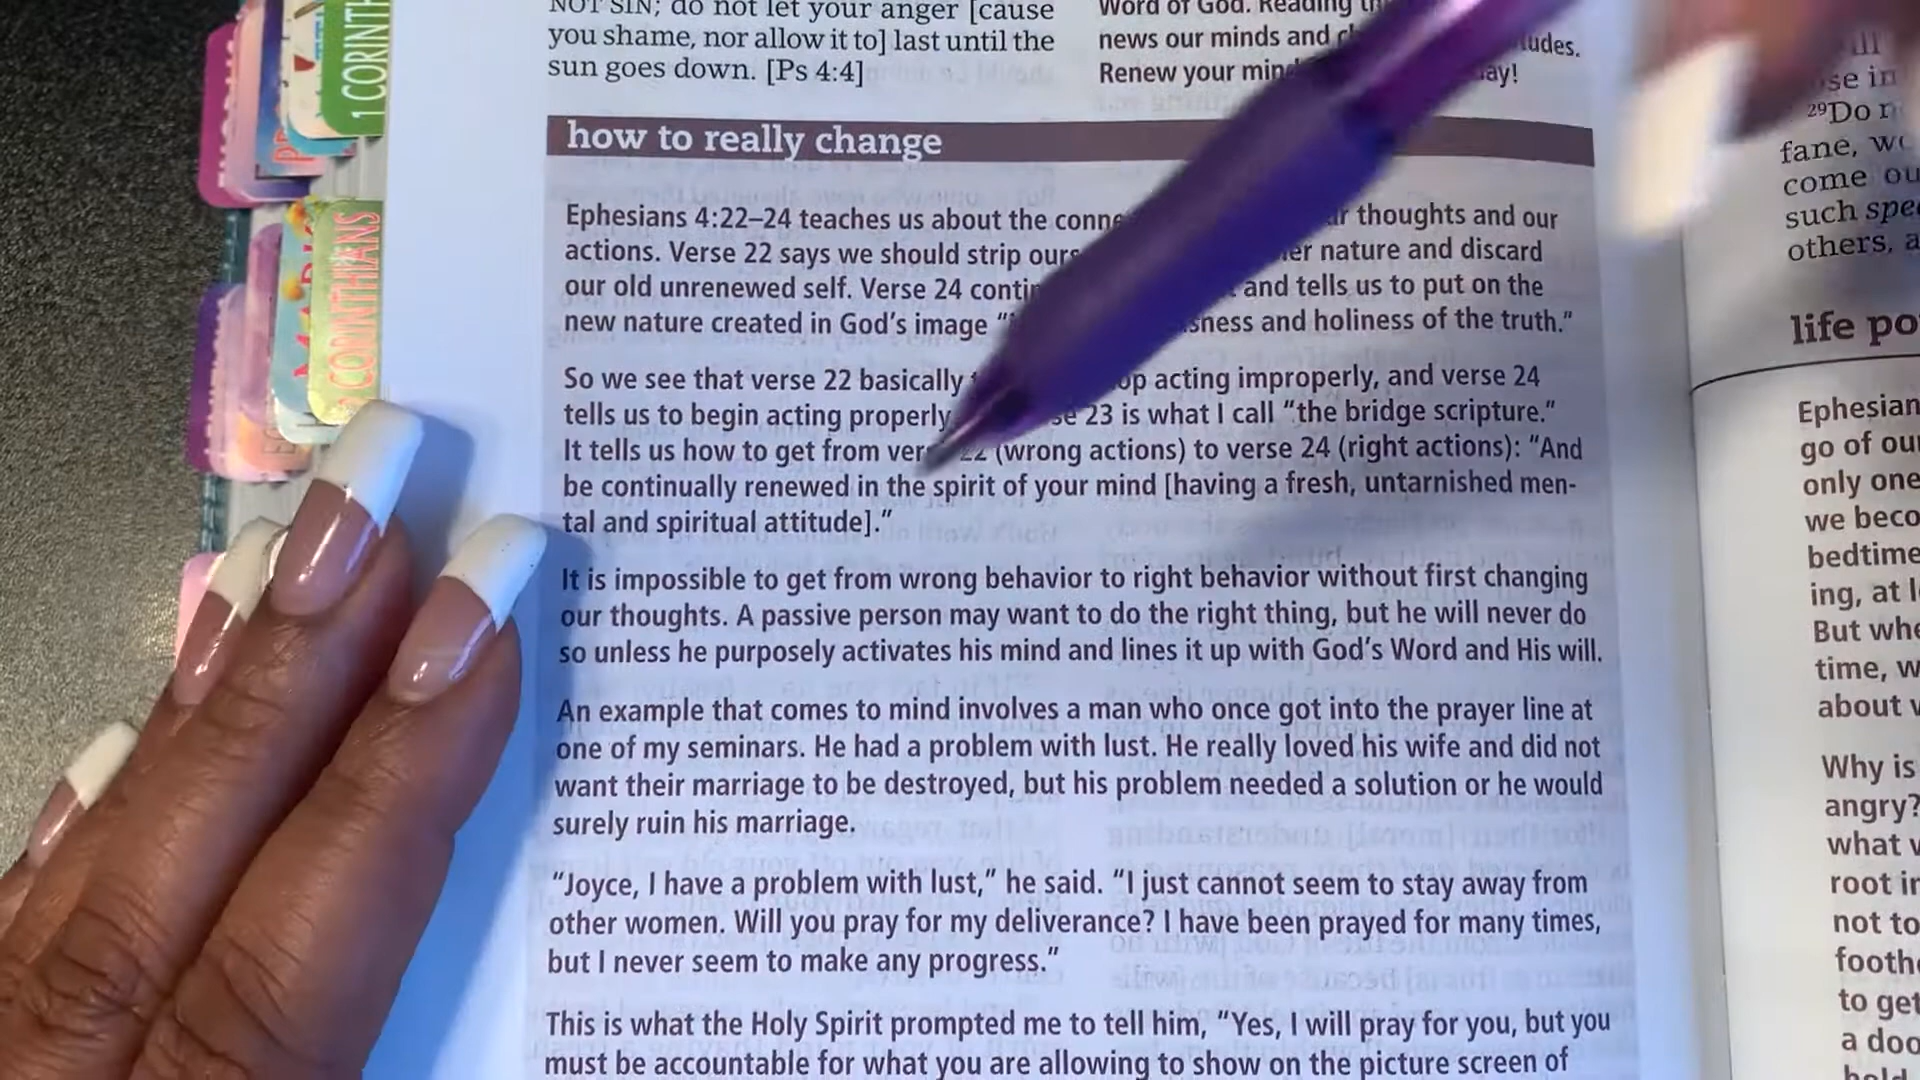 1 CORINTH
CORINTHIANS
NOT SIN; do not let your anger [cause
you shame, nor allow it to] last until the
sun goes down. [Ps 4:4]
Word of God. Reading
news our minds and
Renew your
how to really change
Ephesians 4:22–24 teaches us about the thoughts and our
actions. Verse 22 says we should strip nature and discard
our old unrenewed self. Verse 24 and tells us to put on the
new nature created in God's image “ and holiness of the truth.”
So we see that verse 22 basically acting improperly, and verse 24
tells us to begin acting properly 23 is what I call “the bridge scripture.”
It tells us how to get from 22 (wrong actions) to verse 24 (right actions): “And
be continually renewed in the spirit of your mind [having a fresh, untarnished men-
tal and spiritual attitude].”
It is impossible to get from wrong behavior to right behavior without first changing
our thoughts. A passive person may want to do the right thing, but he will never do
so unless he purposely activates his mind and lines it up with God's Word and His will.
An example that comes to mind involves a man who once got into the prayer line at
one of my seminars. He had a problem with lust. He really loved his wife and did not
want their marriage to be destroyed, but his problem needed a solution or he would
surely ruin his marriage.
“Joyce, I have a problem with lust,” he said. “I just cannot seem to stay away from
other women. Will you pray for my deliverance? I have been prayed for many times,
but I never seem to make any progress.”
This is what the Holy Spirit prompted me to tell him, “Yes, I will pray for you, but you
must be accountable for what you are allowing to show on the picture screen of
in
29Do
fane,
come
such
others,
life
go of our
only one
we
bedtime
ing, at
But
time,
about
Why is
angry?
what
root
not to
to get
a